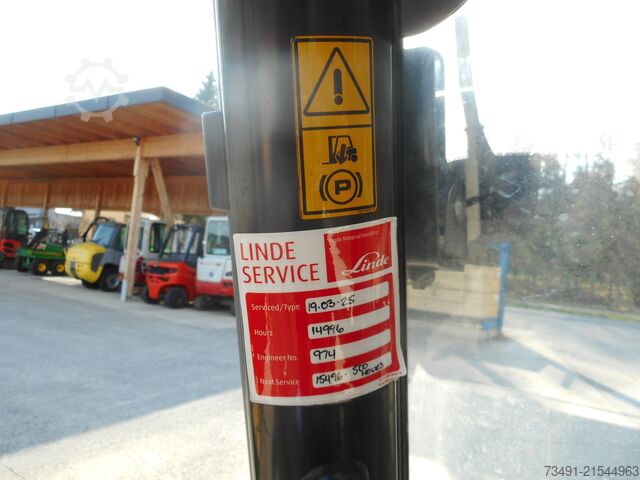 P
LINDE
SERVICE
Linde Material Handling
Linde
Serviced/Type 19.03.25
Hours 14996
Engineer No. 974
Next Service 15496 - 500 HOURS
73491-21544963